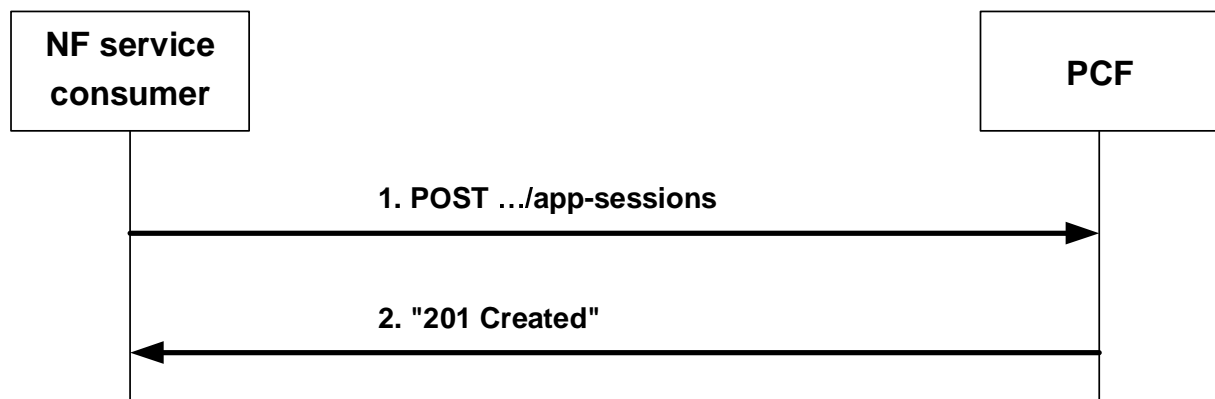 NF service
consumer
PCF
1. POST …/app-sessions
2. "201 Created"